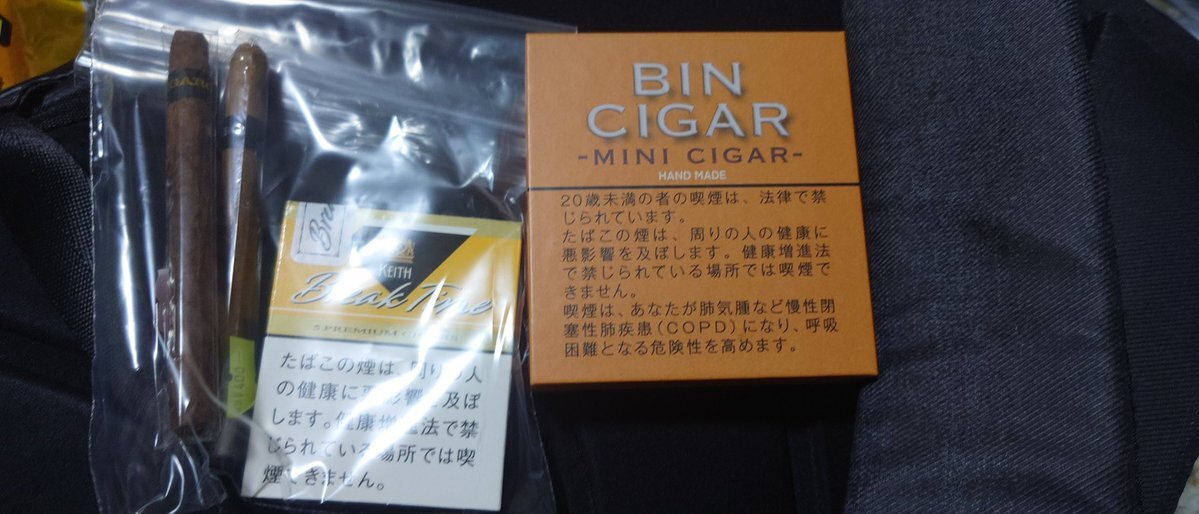 BIN
CIGAR
-MINI CIGAR-
HAND MADE
20歳未満の者の喫煙は、法律で禁
じられています。
たばこの煙は、周りの人の健康に
悪影響を及ぼします。健康増進法
で禁じられている場所では喫煙で
きません。
喫煙は、あなたが肺気腫など慢性閉
塞性肺疾患(COPD)になり、呼吸
困難となる危険性を高めます。
KEITH
Break Time
5 PREMIUM CIGARS
たばこの煙は、周りの人
の健康に悪影響を及ぼ
します。健康増進法で禁
じられている場所では喫
煙できません。